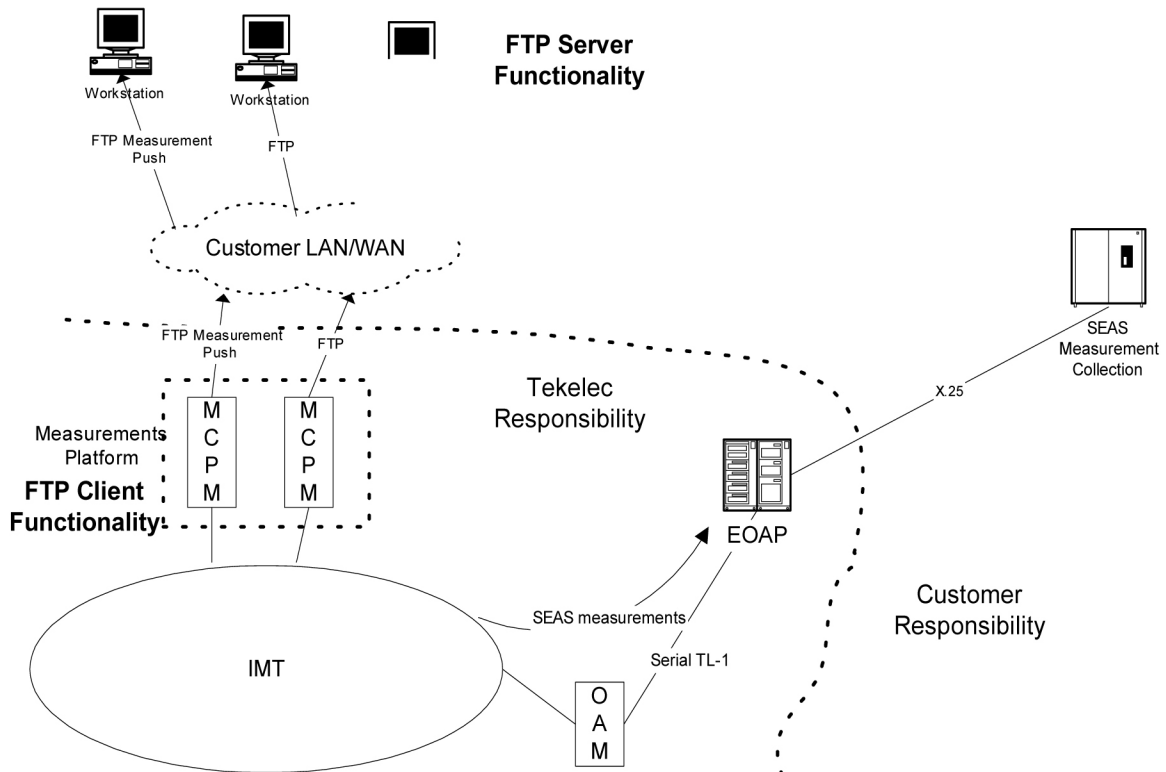 FTP Server
Functionality
Workstation
Workstation
FTP Measurement
Push
FTP
Customer LAN/WAN
FTP Measurement
Push
FTP
SEAS
Measurement
Collection
X.25
Tekelec
Responsibility
Measurements
Platform
FTP Client
Functionality
M
C
P
M
M
C
P
M
EOAP
SEAS measurements
Customer
Responsibility
IMT
Serial TL-1
O
A
M